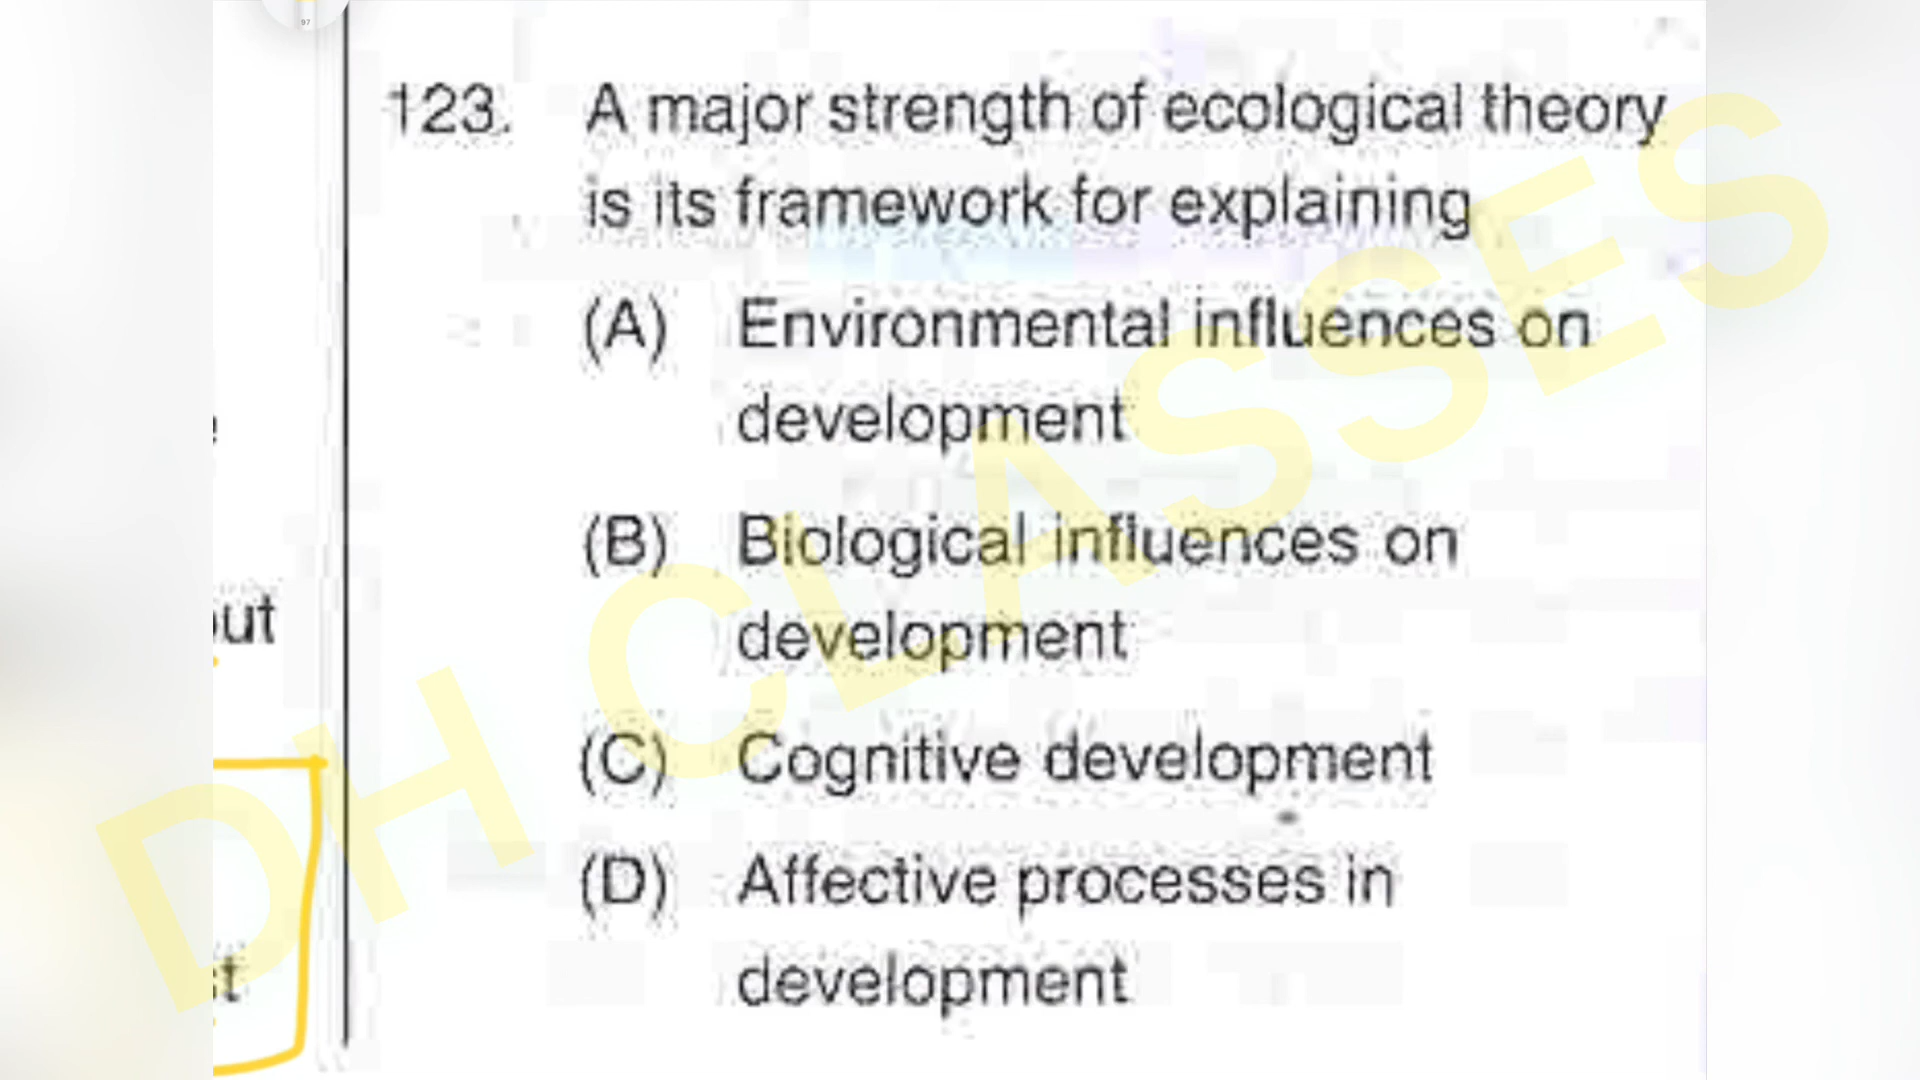 97
123. A major strength of ecological theory
is its framework for explaining
(A) Environmental influences on
development
(B) Biological influences on
development
(C) Cognitive development
(D) Affective processes in
development
ut
t
DH CLASSES